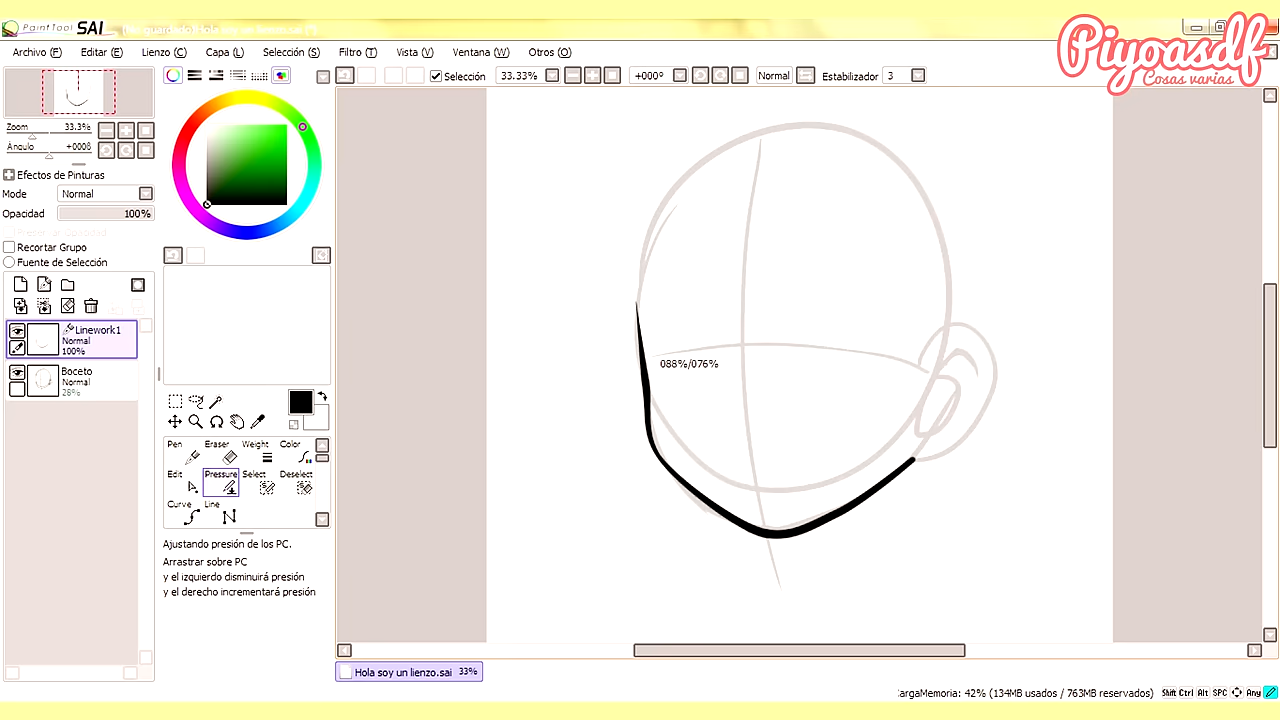 PaintTool SAI
Piyoasdf
Cosas varias
Archivo (F) Editar (E) Lienzo (C) Capa (L) Selección (S) Filtro (T) Vista (V) Ventana (W) Otros (O)
Selección 33.33% +000º Normal Estabilizador 3
Zoom 33.3%
Ángulo +000ß
Efectos de Pinturas
Mode Normal
Opacidad 100%
Recortar Grupo
Fuente de Selección
Linework1
Normal
100%
Boceto
Normal
28%
088%/076%
Pen Eraser Weight Color
Edit Pressure Select Deselect
Curve Line
Ajustando presión de los PC.
Arrastrar sobre PC
y el izquierdo disminuirá presión
y el derecho incrementará presión
Hola soy un lienzo.sai 33%
argaMemoria: 42% (134MB usados / 763MB reservados) Shift Ctrl Alt SPC Any